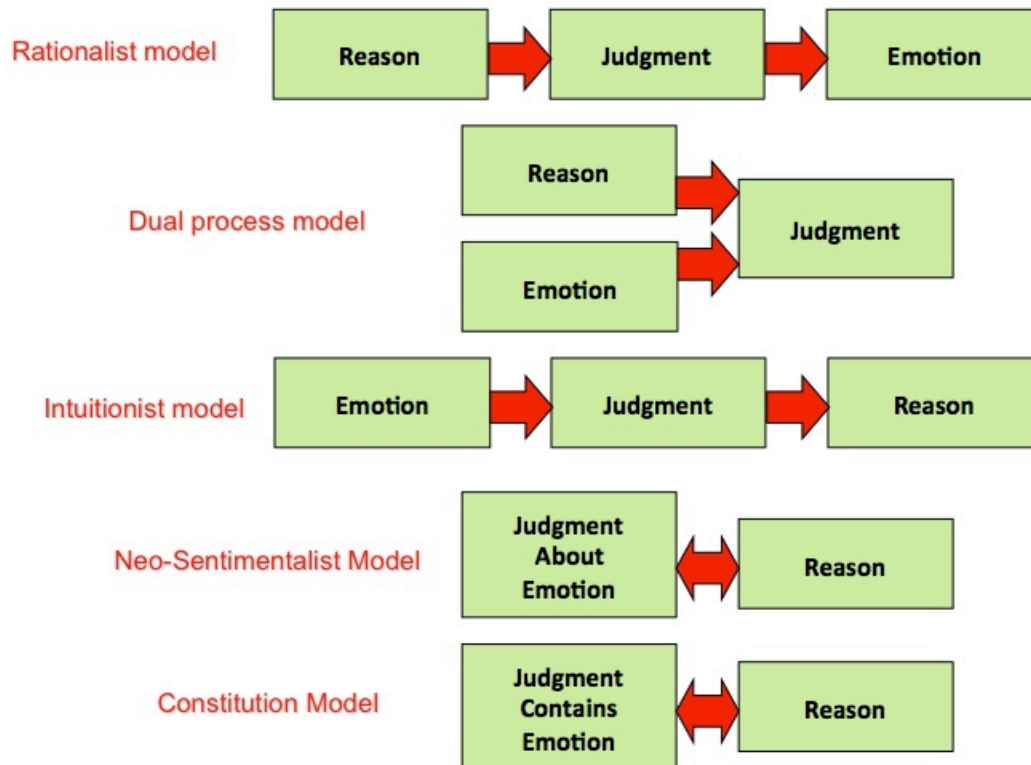 Rationalist model
Reason
Judgment
Emotion
Dual process model
Reason
Emotion
Judgment
Intuitionist model
Emotion
Judgment
Reason
Neo-Sentimentalist Model
Judgment
About
Emotion
Reason
Constitution Model
Judgment
Contains
Emotion
Reason